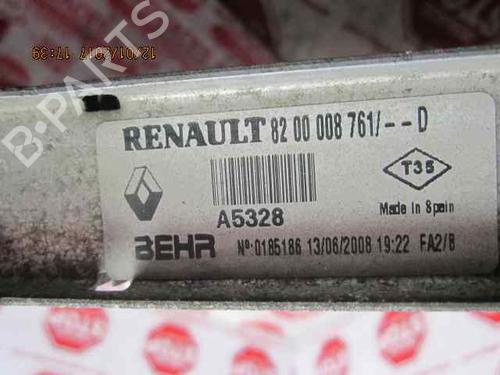 12/01/2017 17:39
B-PARTS
RENAULT 82 00 008 761/--D
T35
Made in Spain
A5328
BEHR Nº:0185186 13/06/2008 19:22 FA2/B